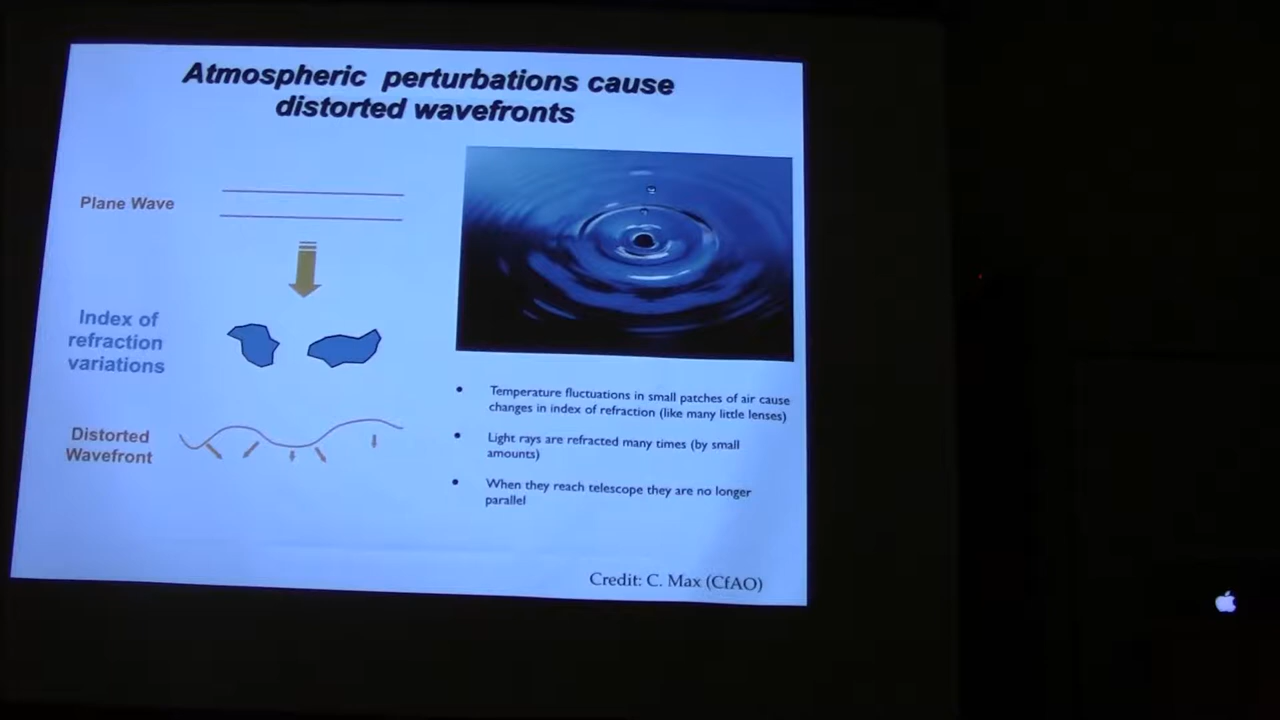 Atmospheric perturbations cause
distorted wavefronts
Plane Wave
Index of
refraction
variations
Distorted
Wavefront
• Temperature fluctuations in small patches of air cause
changes in index of refraction (like many little lenses)
• Light rays are refracted many times (by small
amounts)
• When they reach telescope they are no longer
parallel
Credit: C. Max (CfAO)